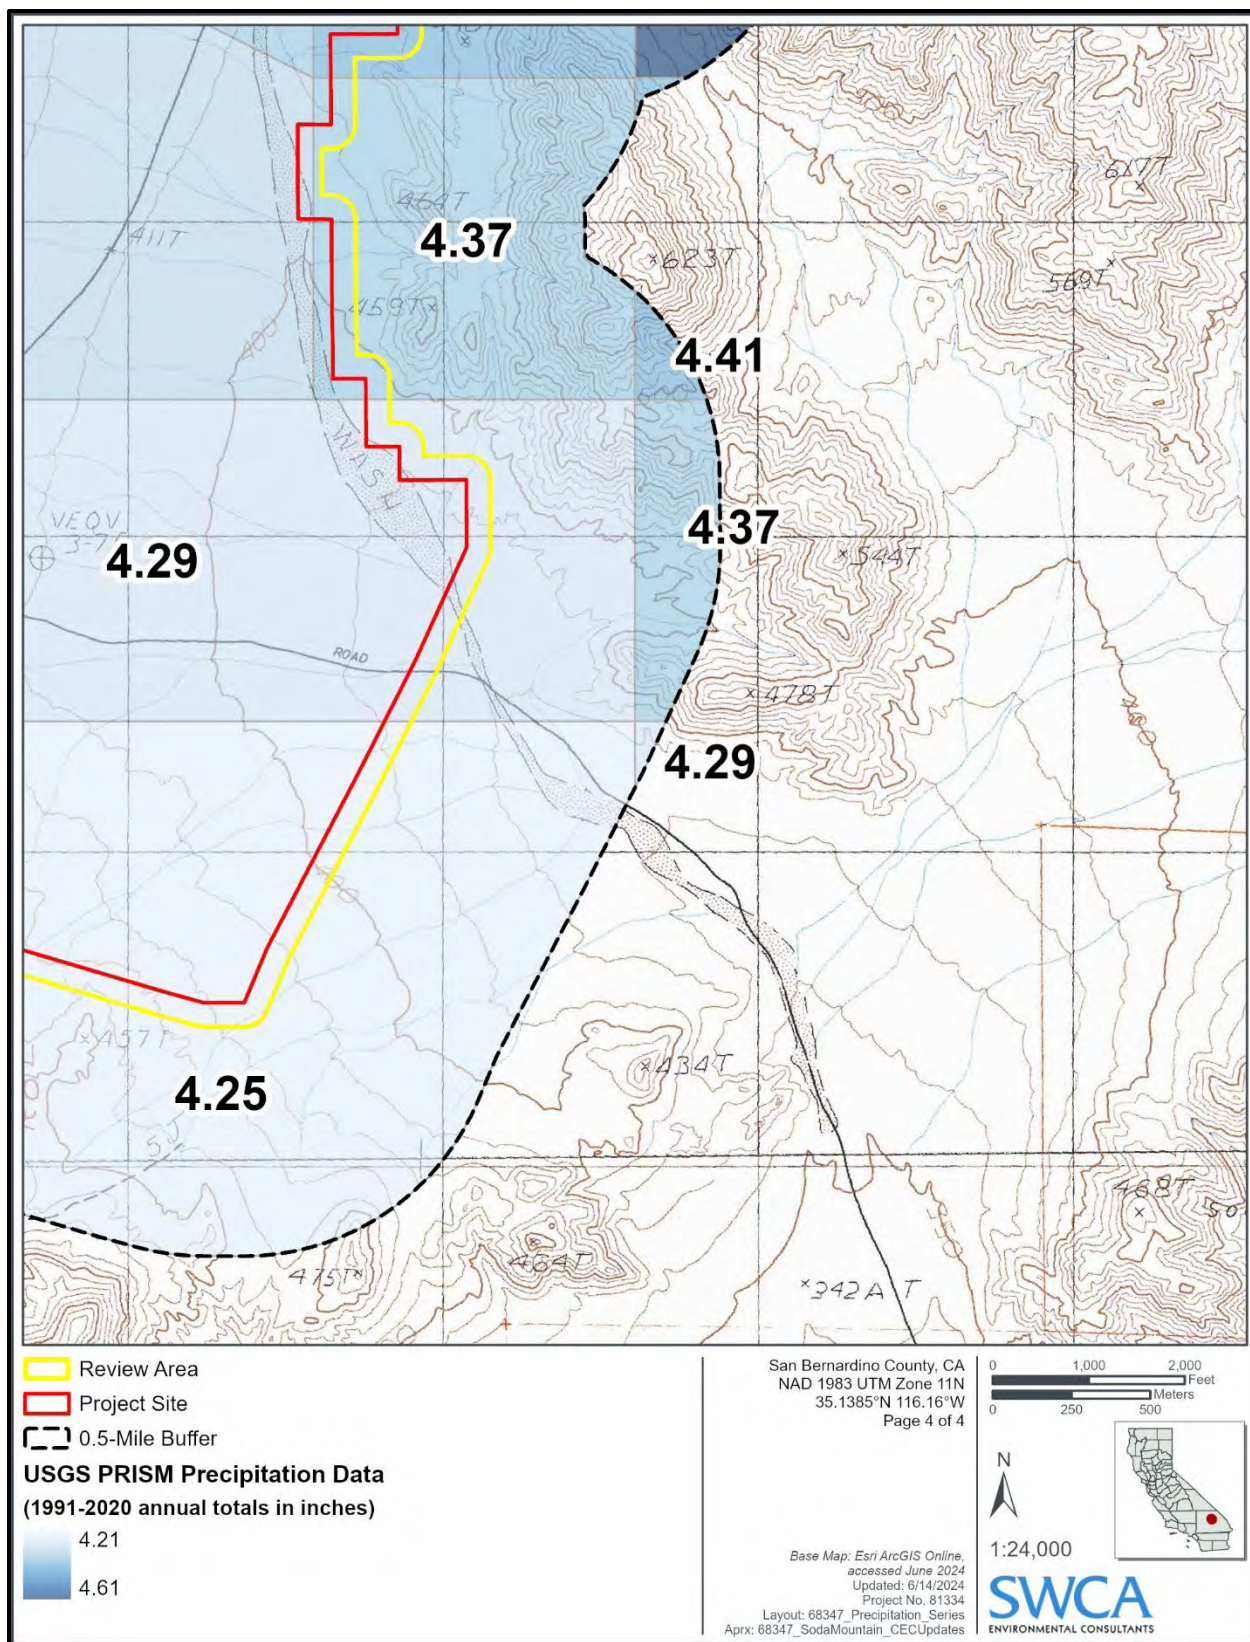 617T
464T
4.37
411T
623T
569T
459T
4.41
400
WASH
VEQV
4.37
4.29
544T
ROAD
478T
4.29
457T
434T
4.25
468T
464T
475T
342A T
Review Area
Project Site
0.5-Mile Buffer
USGS PRISM Precipitation Data
(1991-2020 annual totals in inches)
4.21
4.61
San Bernardino County, CA
NAD 1983 UTM Zone 11N
35.1385°N 116.16°W
Page 4 of 4
Base Map: Esri ArcGIS Online,
accessed June 2024
Updated: 6/14/2024
Project No. 81334
Layout: 68347_Precipitation_Series
Aprx: 68347_SodaMountain_CECUpdates
0 1,000 2,000
Feet
Meters
0 250 500
N
1:24,000
SWCA
ENVIRONMENTAL CONSULTANTS